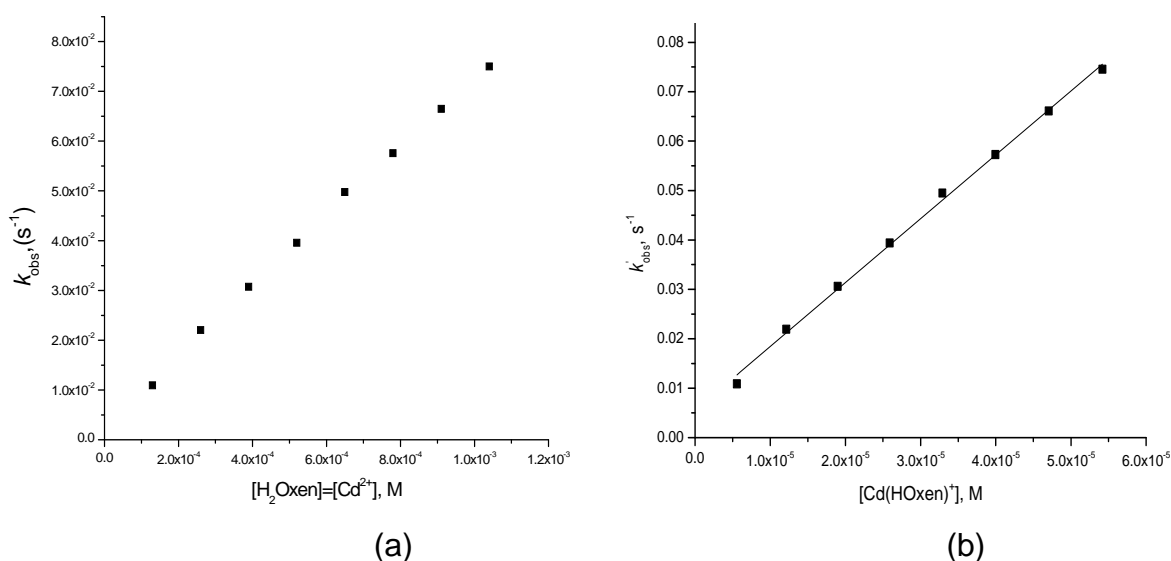 8.0x10⁻²
7.0x10⁻²
6.0x10⁻²
5.0x10⁻²
4.0x10⁻²
3.0x10⁻²
2.0x10⁻²
1.0x10⁻²
0.0
k_obs, (s⁻¹)
0.0 2.0x10⁻⁴ 4.0x10⁻⁴ 6.0x10⁻⁴ 8.0x10⁻⁴ 1.0x10⁻³ 1.2x10⁻³
[H₂Oxen]=[Cd²⁺], M
(a)
0.08
0.07
0.06
0.05
0.04
0.03
0.02
0.01
0.00
k'_obs, s⁻¹
0.0 1.0x10⁻⁵ 2.0x10⁻⁵ 3.0x10⁻⁵ 4.0x10⁻⁵ 5.0x10⁻⁵ 6.0x10⁻⁵
[Cd(HOxen)⁺], M
(b)